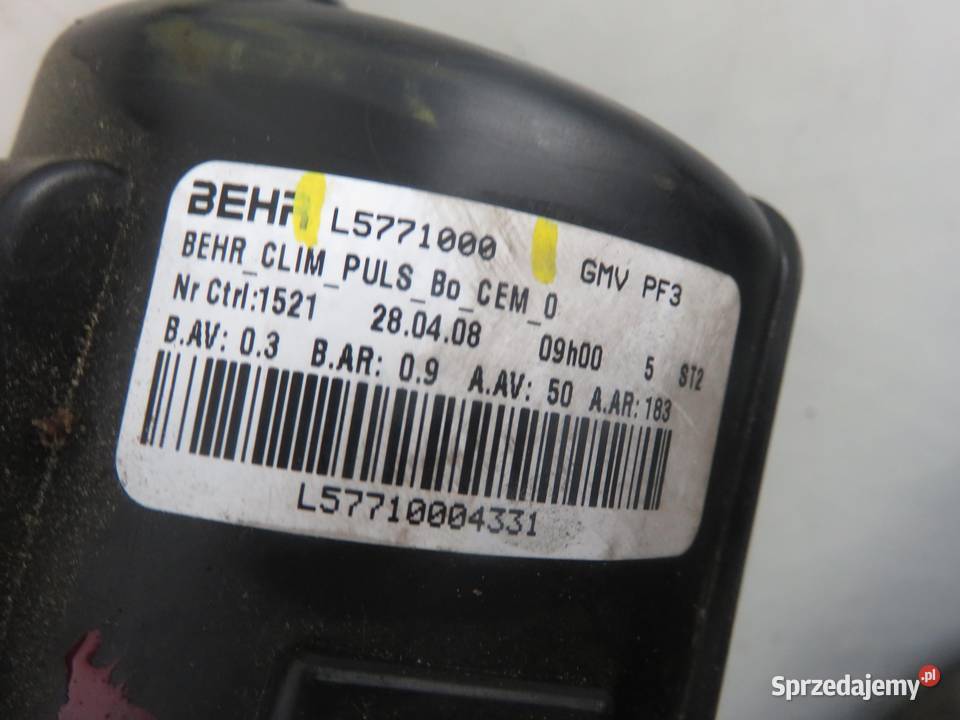 BEHR L5771000 GMV PF3
BEHR_CLIM_PULS_Bo_CEM_0
Nr Ctrl:1521 28.04.08 09h00 5 ST2
B.AV: 0.3 B.AR: 0.9 A.AV: 50 A.AR: 183
L57710004331
Sprzedajemy.pl